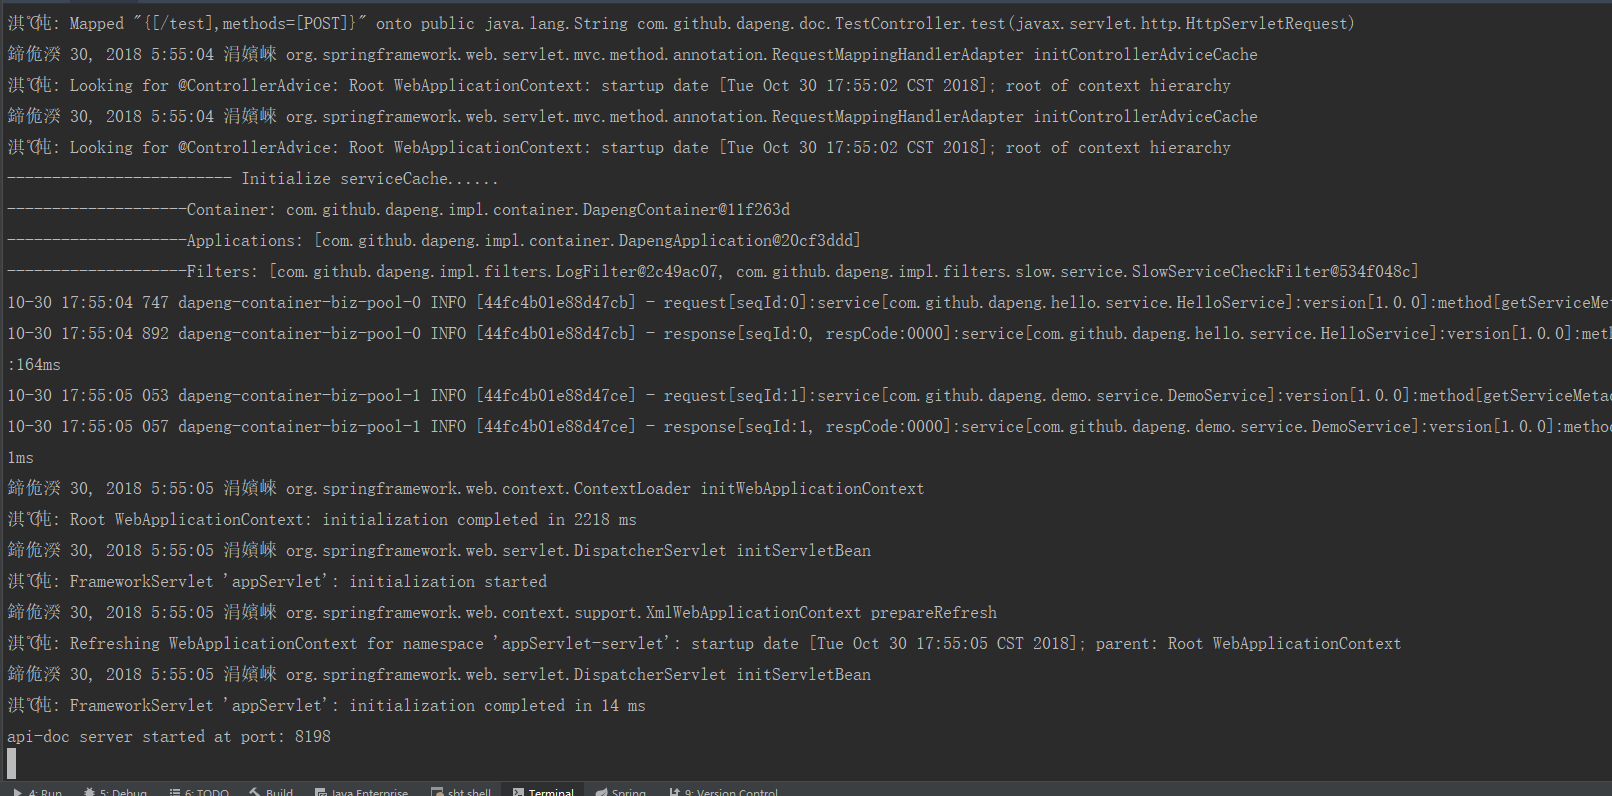 淇℃伅: Mapped "{[/test],methods=[POST]}" onto public java.lang.String com.github.dapeng.doc.TestController.test(javax.servlet.http.HttpServletRequest)
鍗佹湀 30, 2018 5:55:04 涓嬪崍 org.springframework.web.servlet.mvc.method.annotation.RequestMappingHandlerAdapter initControllerAdviceCache
淇℃伅: Looking for @ControllerAdvice: Root WebApplicationContext: startup date [Tue Oct 30 17:55:02 CST 2018]; root of context hierarchy
鍗佹湀 30, 2018 5:55:04 涓嬪崍 org.springframework.web.servlet.mvc.method.annotation.RequestMappingHandlerAdapter initControllerAdviceCache
淇℃伅: Looking for @ControllerAdvice: Root WebApplicationContext: startup date [Tue Oct 30 17:55:02 CST 2018]; root of context hierarchy
------------------------- Initialize serviceCache......
--------------------Container: com.github.dapeng.impl.container.DapengContainer@11f263d
--------------------Applications: [com.github.dapeng.impl.container.DapengApplication@20cf3ddd]
--------------------Filters: [com.github.dapeng.impl.filters.LogFilter@2c49ac07, com.github.dapeng.impl.filters.slow.service.SlowServiceCheckFilter@534f048c]
10-30 17:55:04 747 dapeng-container-biz-pool-0 INFO [44fc4b01e88d47cb] - request[seqId:0]:service[com.github.dapeng.hello.service.HelloService]:version[1.0.0]:method[getServiceMet
10-30 17:55:04 892 dapeng-container-biz-pool-0 INFO [44fc4b01e88d47cb] - response[seqId:0, respCode:0000]:service[com.github.dapeng.hello.service.HelloService]:version[1.0.0]:meth
:164ms
10-30 17:55:05 053 dapeng-container-biz-pool-1 INFO [44fc4b01e88d47ce] - request[seqId:1]:service[com.github.dapeng.demo.service.DemoService]:version[1.0.0]:method[getServiceMetad
10-30 17:55:05 057 dapeng-container-biz-pool-1 INFO [44fc4b01e88d47ce] - response[seqId:1, respCode:0000]:service[com.github.dapeng.demo.service.DemoService]:version[1.0.0]:method
1ms
鍗佹湀 30, 2018 5:55:05 涓嬪崍 org.springframework.web.context.ContextLoader initWebApplicationContext
淇℃伅: Root WebApplicationContext: initialization completed in 2218 ms
鍗佹湀 30, 2018 5:55:05 涓嬪崍 org.springframework.web.servlet.DispatcherServlet initServletBean
淇℃伅: FrameworkServlet 'appServlet': initialization started
鍗佹湀 30, 2018 5:55:05 涓嬪崍 org.springframework.web.context.support.XmlWebApplicationContext prepareRefresh
淇℃伅: Refreshing WebApplicationContext for namespace 'appServlet-servlet': startup date [Tue Oct 30 17:55:05 CST 2018]; parent: Root WebApplicationContext
鍗佹湀 30, 2018 5:55:05 涓嬪崍 org.springframework.web.servlet.DispatcherServlet initServletBean
淇℃伅: FrameworkServlet 'appServlet': initialization completed in 14 ms
api-doc server started at port: 8198
4: Run 5: Debug 6: TODO Build Java Enterprise sbt shell Terminal Spring 9: Version Control